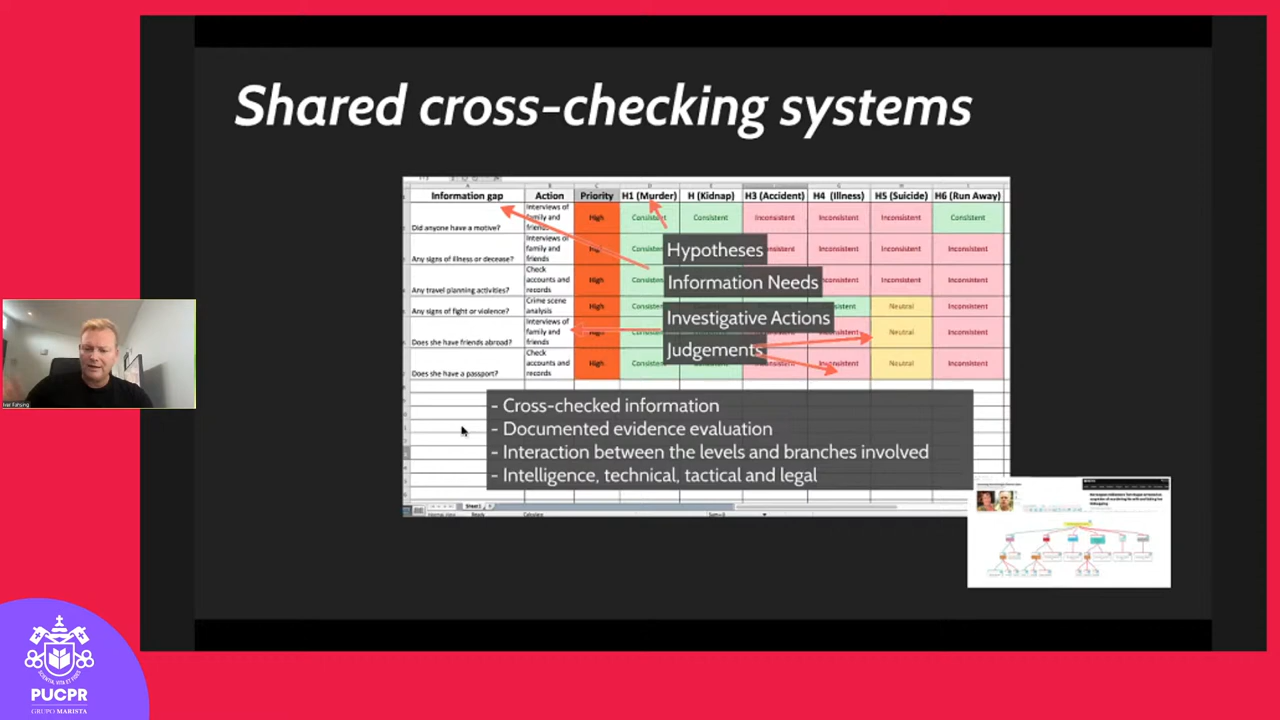 Shared cross-checking systems
Information gap Action Priority H1 (Murder) H (Kidnap) H3 (Accident) H4 (Illness) H5 (Suicide) H6 (Run Away)
Did anyone have a motive? Interviews of family and friends High Consistent Consistent Inconsistent Inconsistent Inconsistent Consistent
Any signs of illness or decease? Interviews of family and friends Inconsistent
Any travel planning activities? Check accounts and records High Inconsistent
Any signs of fight or violence? Crime scene analysis High Neutral Inconsistent
Does she have friends abroad? Interviews of family and friends High Neutral Inconsistent
Does she have a passport? Check accounts and records High Neutral Inconsistent
Hypotheses
Information Needs
Investigative Actions
Judgements
- Cross-checked information
- Documented evidence evaluation
- Interaction between the levels and branches involved
- Intelligence, technical, tactical and legal
Sheet1
PUCPR
GRUPO MARISTA